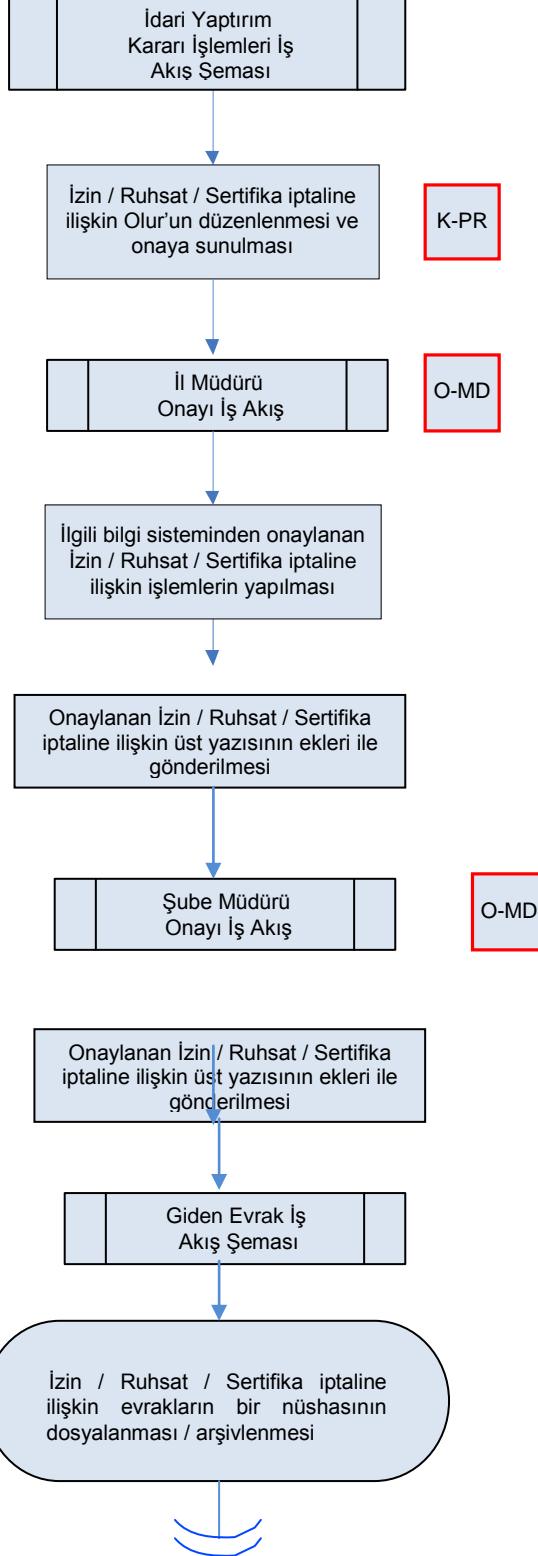 İdari Yaptırım
Kararı İşlemleri İş
Akış Şeması
İzin / Ruhsat / Sertifika iptaline
ilişkin Olur'un düzenlenmesi ve
onaya sunulması
K-PR
İl Müdürü
Onayı İş Akış
O-MD
İlgili bilgi sisteminden onaylanan
İzin / Ruhsat / Sertifika iptaline
ilişkin işlemlerin yapılması
Onaylanan İzin / Ruhsat / Sertifika
iptaline ilişkin üst yazısının ekleri ile
gönderilmesi
Şube Müdürü
Onayı İş Akış
O-MD
Onaylanan İzin / Ruhsat / Sertifika
iptaline ilişkin üst yazısının ekleri ile
gönderilmesi
Giden Evrak İş
Akış Şeması
İzin / Ruhsat / Sertifika iptaline
ilişkin evrakların bir nüshasının
dosyalanması / arşivlenmesi